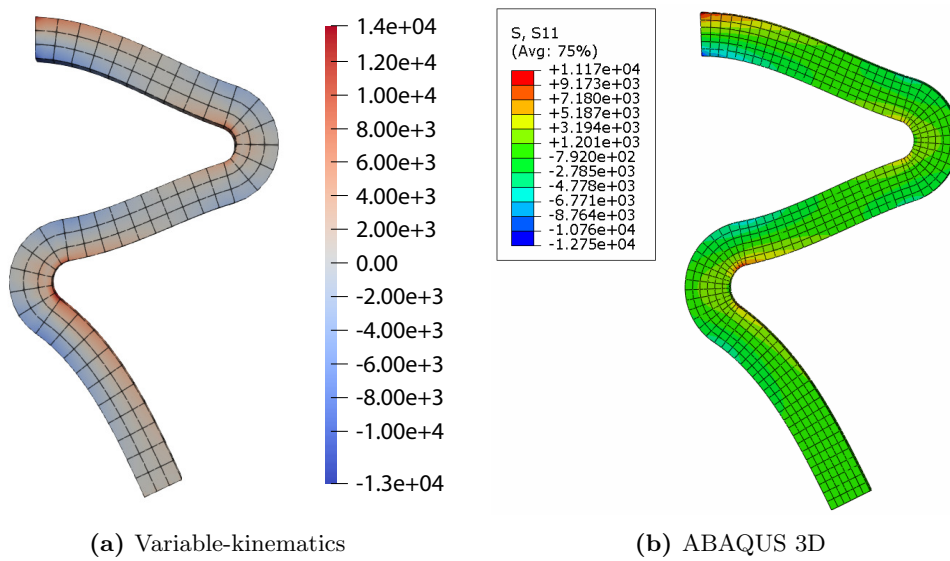 1.4e+04
1.20e+4
1.00e+4
8.00e+3
6.00e+3
4.00e+3
2.00e+3
0.00
-2.00e+3
-4.00e+3
-6.00e+3
-8.00e+3
-1.00e+4
-1.3e+04
S, S11
(Avg: 75%)
+1.117e+04
+9.173e+03
+7.180e+03
+5.187e+03
+3.194e+03
+1.201e+03
-7.920e+02
-2.785e+03
-4.778e+03
-6.771e+03
-8.764e+03
-1.076e+04
-1.275e+04
(a) Variable-kinematics
(b) ABAQUS 3D